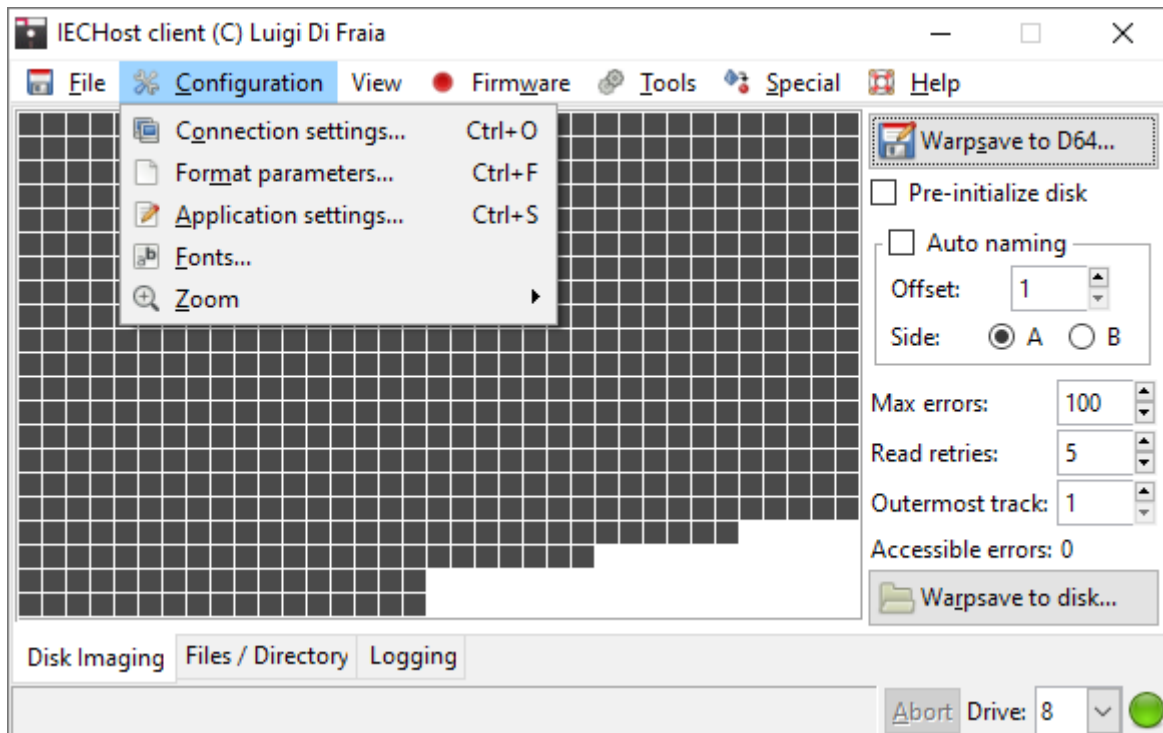 IECHost client (C) Luigi Di Fraia
File Configuration View Firmware Tools Special Help
Connection settings... Ctrl+O
Format parameters... Ctrl+F
Application settings... Ctrl+S
Fonts...
Zoom
Warpsave to D64...
Pre-initialize disk
Auto naming
Offset: 1
Side: A B
Max errors: 100
Read retries: 5
Outermost track: 1
Accessible errors: 0
Warpsave to disk...
Disk Imaging Files / Directory Logging
Abort Drive: 8